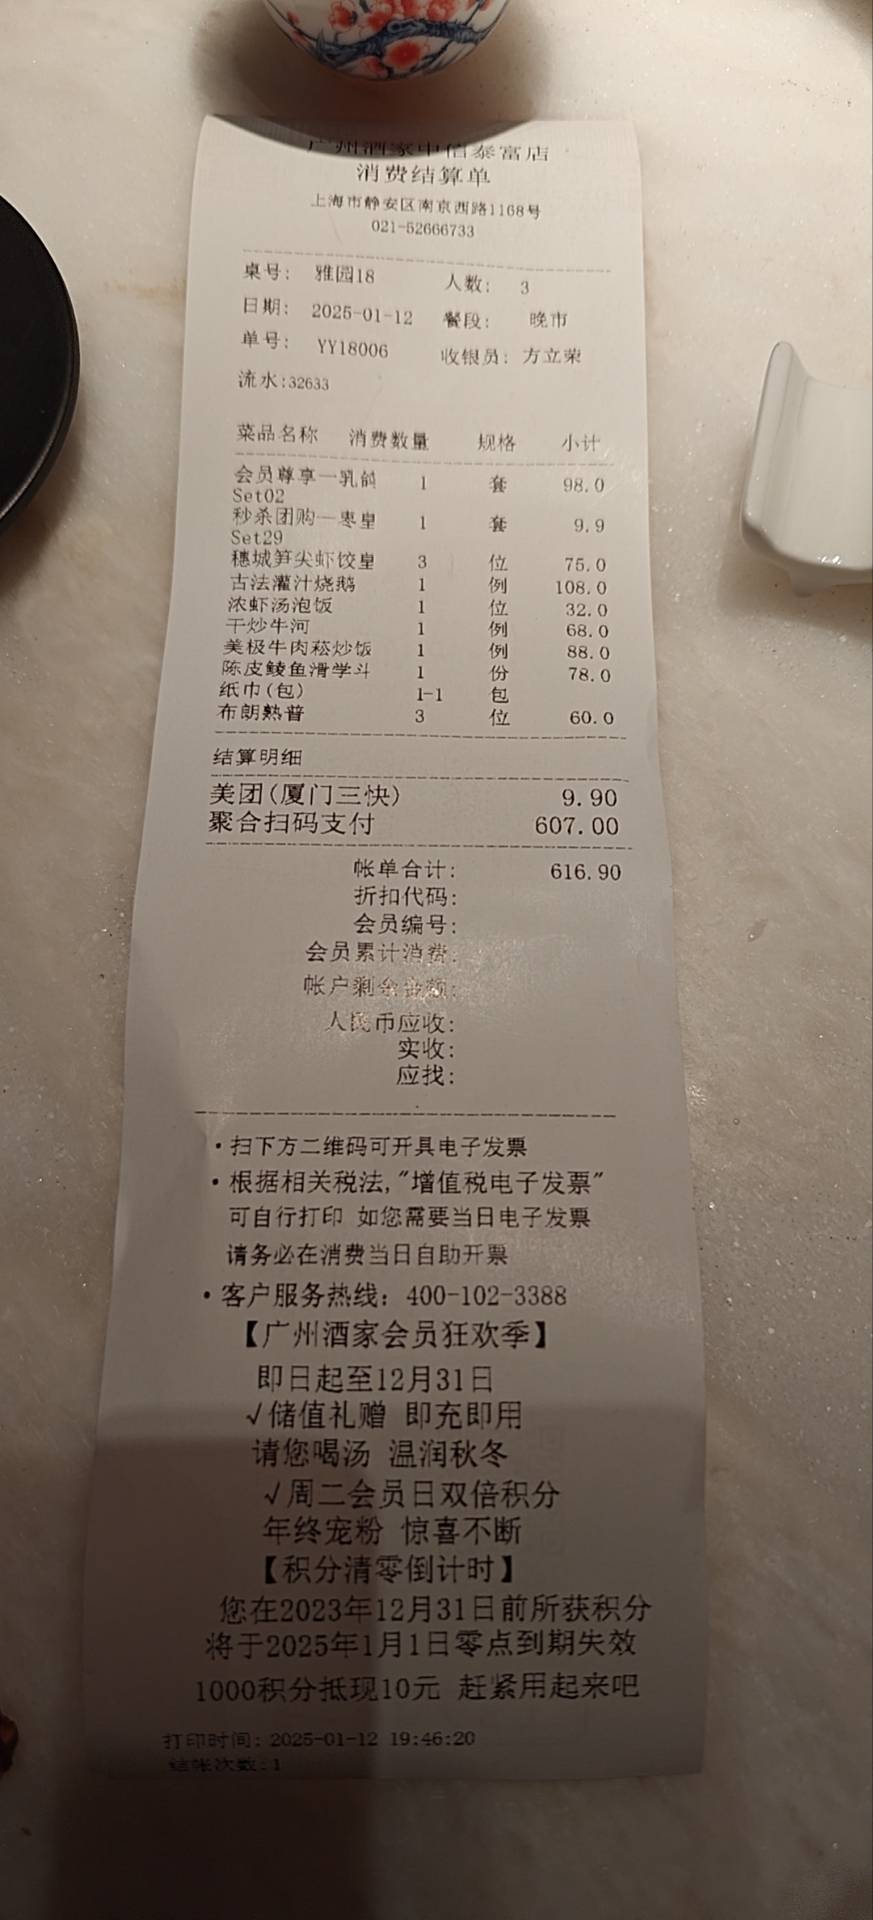 广州酒家中信泰富店
消费结算单
上海市静安区南京西路1168号
021-52666733
桌号: 雅园18 人数: 3
日期: 2025-01-12 餐段: 晚市
单号: YY18006 收银员: 方立荣
流水:32633
菜品名称 消费数量 规格 小计
会员尊享一乳鸽 1 套 98.0
Set02
秒杀团购一枣皇 1 套 9.9
Set29
穗城笋尖虾饺皇 3 位 75.0
古法灌汁烧鹅 1 例 108.0
浓虾汤泡饭 1 位 32.0
干炒牛河 1 例 68.0
美极牛肉菘炒饭 1 例 88.0
陈皮鲮鱼滑学斗 1 份 78.0
纸巾(包) 1-1 包
布朗熟普 3 位 60.0
结算明细
美团(厦门三快) 9.90
聚合扫码支付 607.00
帐单合计: 616.90
折扣代码:
会员编号:
会员累计消费:
帐户剩余金额:
人民币应收:
实收:
应找:
·扫下方二维码可开具电子发票
·根据相关税法,"增值税电子发票"
可自行打印 如您需要当日电子发票
请务必在消费当日自助开票
·客户服务热线: 400-102-3388
【广州酒家会员狂欢季】
即日起至12月31日
√储值礼赠 即充即用
请您喝汤 温润秋冬
√周二会员日双倍积分
年终宠粉 惊喜不断
【积分清零倒计时】
您在2023年12月31日前所获积分
将于2025年1月1日零点到期失效
1000积分抵现10元 赶紧用起来吧
打印时间: 2025-01-12 19:46:20
结帐次数:1